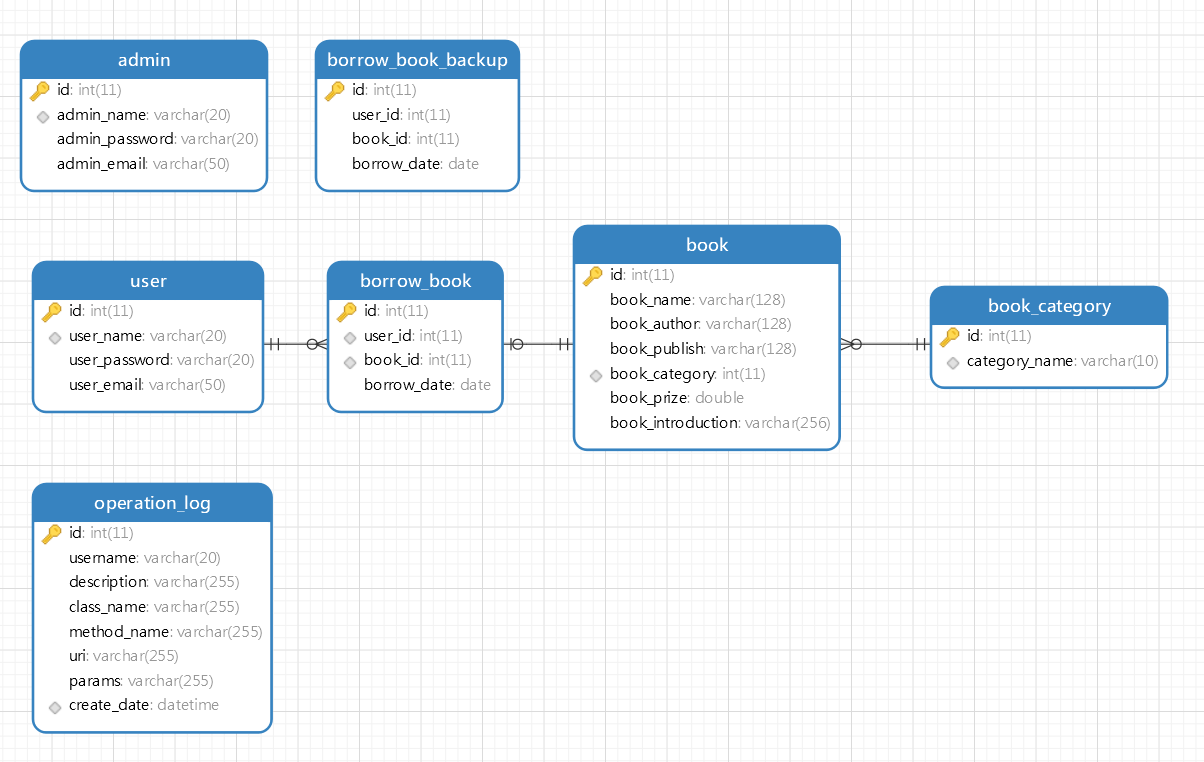 admin
id: int(11)
admin_name: varchar(20)
admin_password: varchar(20)
admin_email: varchar(50)
borrow_book_backup
id: int(11)
user_id: int(11)
book_id: int(11)
borrow_date: date
user
id: int(11)
user_name: varchar(20)
user_password: varchar(20)
user_email: varchar(50)
borrow_book
id: int(11)
user_id: int(11)
book_id: int(11)
borrow_date: date
book
id: int(11)
book_name: varchar(128)
book_author: varchar(128)
book_publish: varchar(128)
book_category: int(11)
book_prize: double
book_introduction: varchar(256)
book_category
id: int(11)
category_name: varchar(10)
operation_log
id: int(11)
username: varchar(20)
description: varchar(255)
class_name: varchar(255)
method_name: varchar(255)
uri: varchar(255)
params: varchar(255)
create_date: datetime